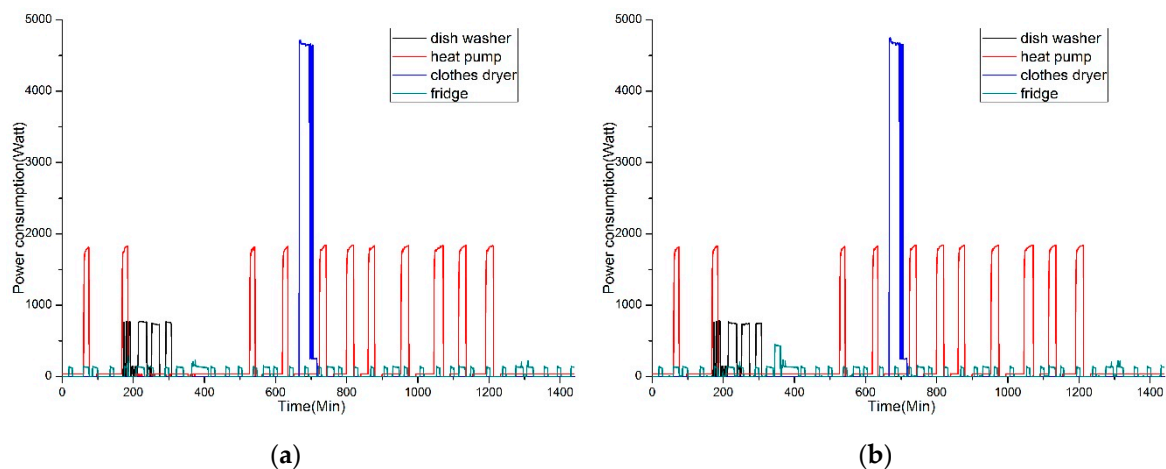 5000
4000
3000
2000
1000
0
Power consumption(Watt)
0 200 400 600 800 1000 1200 1400
Time(Min)
dish washer
heat pump
clothes dryer
fridge
(a)
5000
4000
3000
2000
1000
0
Power consumption(Watt)
0 200 400 600 800 1000 1200 1400
Time(Min)
dish washer
heat pump
clothes dryer
fridge
(b)